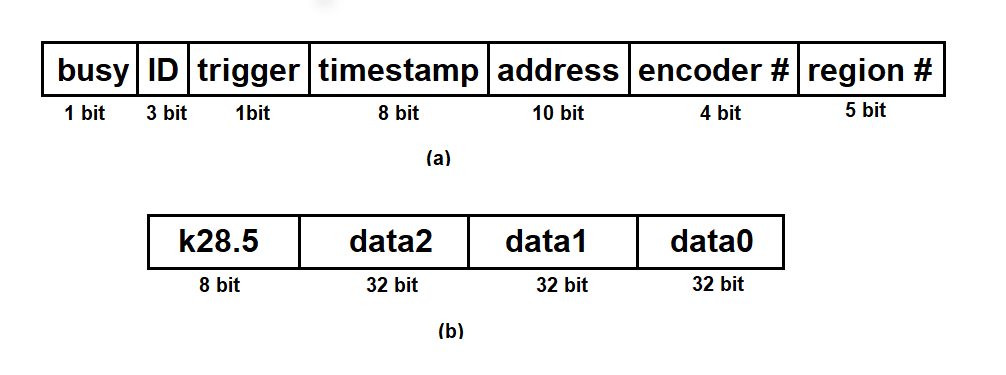 busy ID trigger timestamp address encoder # region #
1 bit 3 bit 1bit 8 bit 10 bit 4 bit 5 bit
(a)
k28.5 data2 data1 data0
8 bit 32 bit 32 bit 32 bit
(b)